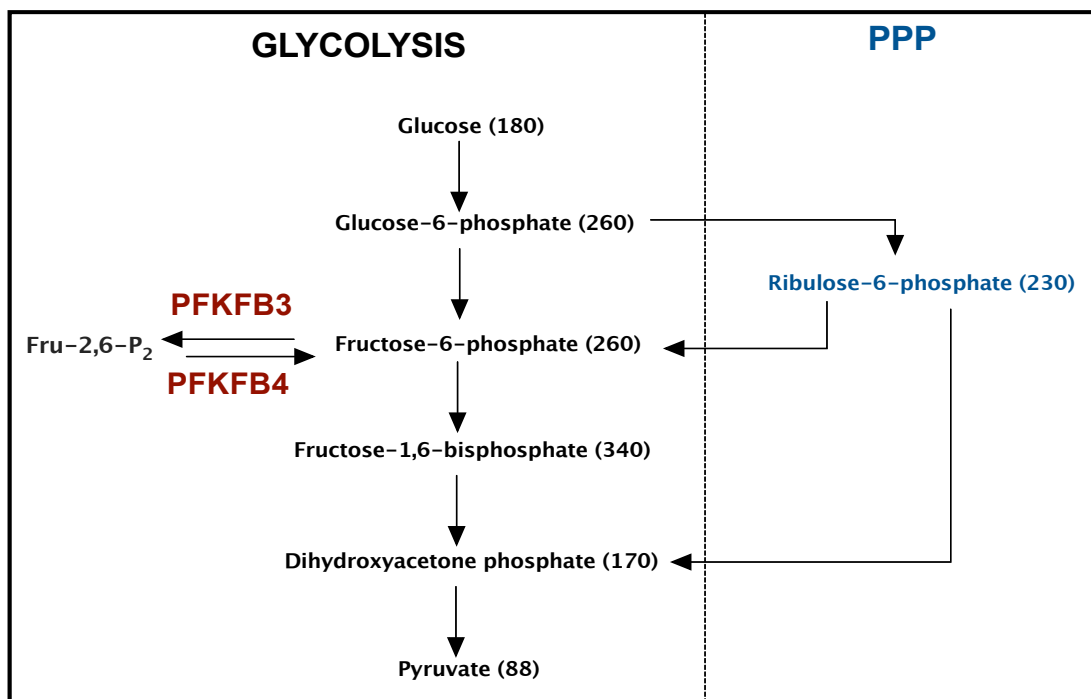 GLYCOLYSIS
PPP
Glucose (180)
Glucose-6-phosphate (260)
Ribulose-6-phosphate (230)
PFKFB3
Fru-2,6-P₂
Fructose-6-phosphate (260)
PFKFB4
Fructose-1,6-bisphosphate (340)
Dihydroxyacetone phosphate (170)
Pyruvate (88)